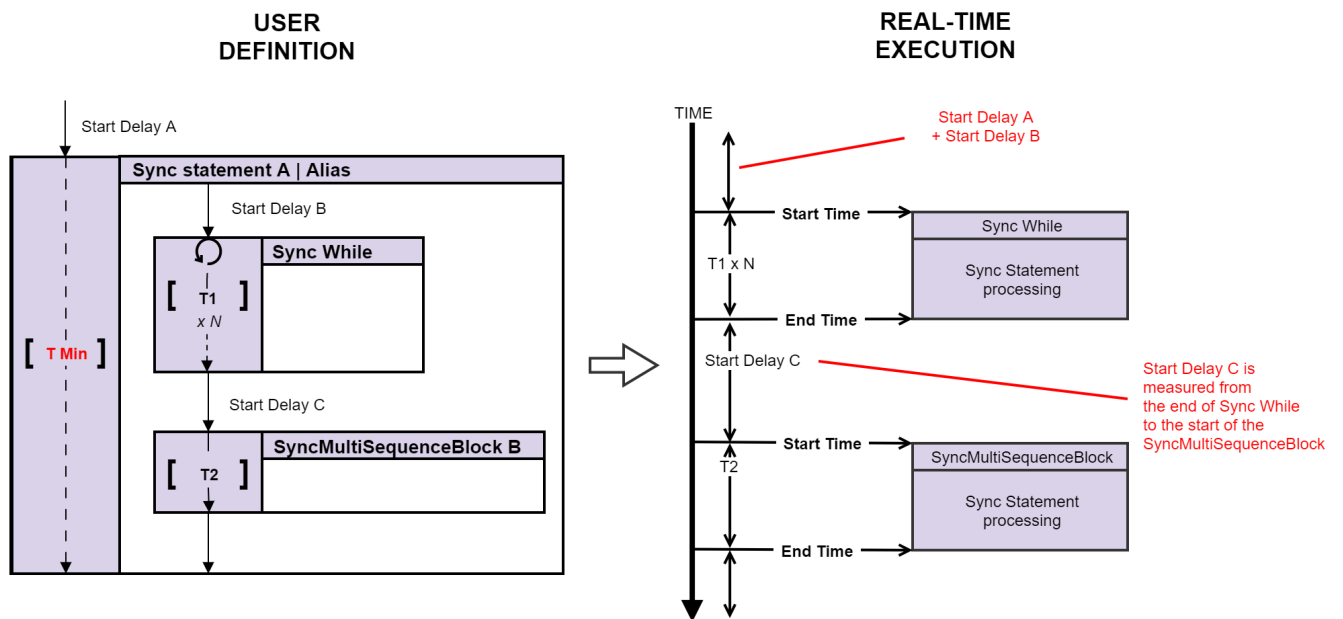 USER
DEFINITION
Start Delay A
Sync statement A | Alias
Start Delay B
Sync While
[ T1 ]
x N
[ T Min ]
Start Delay C
SyncMultiSequenceBlock B
[ T2 ]
REAL-TIME
EXECUTION
TIME
Start Delay A
+ Start Delay B
Start Time
Sync While
T1 x N
Sync Statement
processing
End Time
Start Delay C
Start Delay C is
measured from
the end of Sync While
to the start of the
SyncMultiSequenceBlock
Start Time
SyncMultiSequenceBlock
T2
Sync Statement
processing
End Time